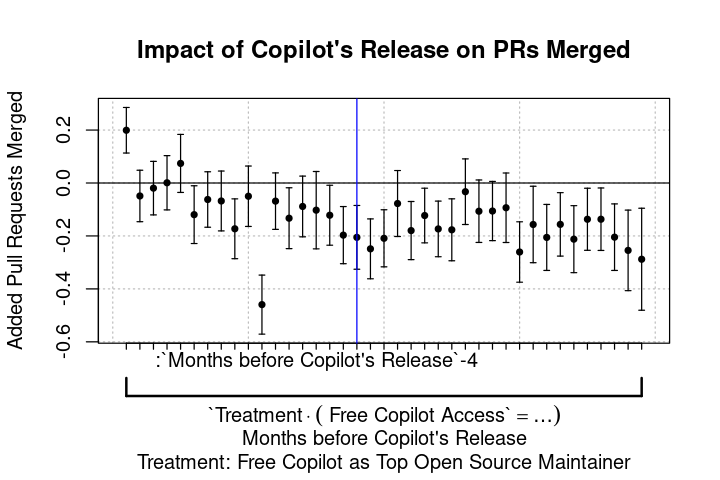 Impact of Copilot's Release on PRs Merged
Added Pull Requests Merged
0.2
0.0
-0.2
-0.4
-0.6
:`Months before Copilot's Release`-4
`Treatment · ( Free Copilot Access` = …)
Months before Copilot's Release
Treatment: Free Copilot as Top Open Source Maintainer